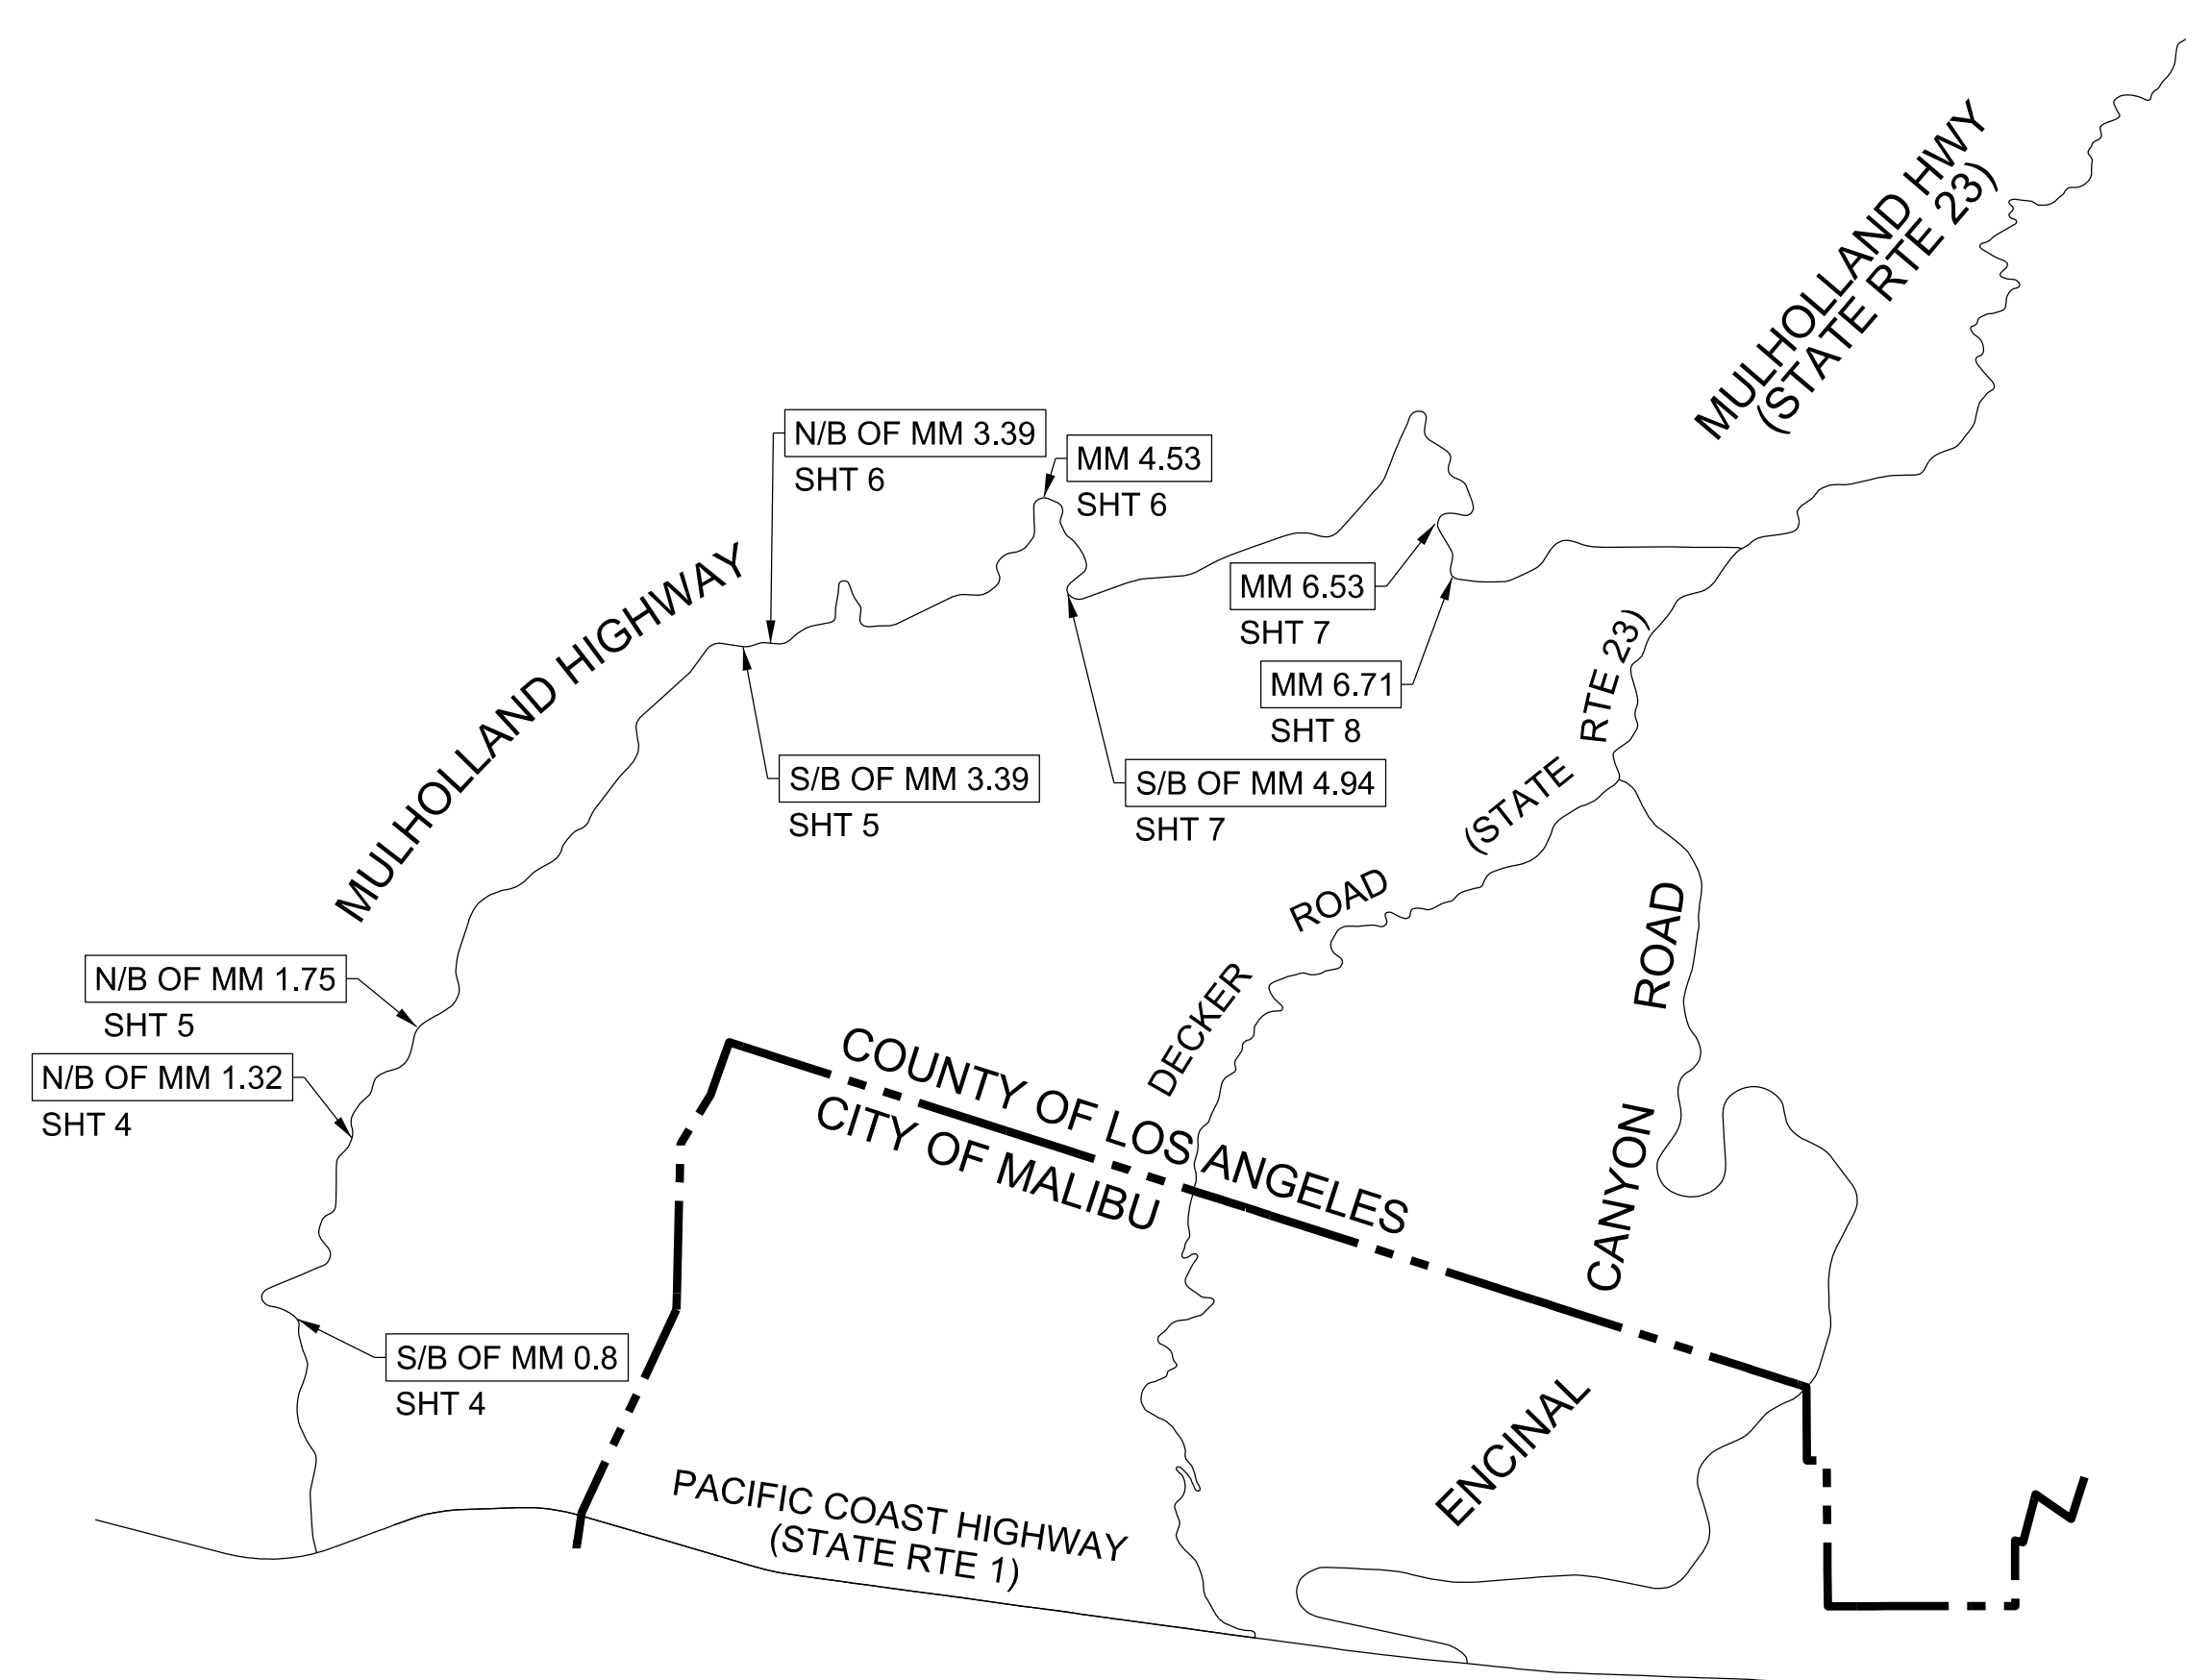 MULHOLLAND HWY
(STATE RTE 23)
N/B OF MM 3.39
SHT 6
MM 4.53
SHT 6
MULHOLLAND HIGHWAY
MM 6.53
SHT 7
MM 6.71
SHT 8
S/B OF MM 3.39
SHT 5
S/B OF MM 4.94
SHT 7
DECKER ROAD (STATE RTE 23)
N/B OF MM 1.75
SHT 5
N/B OF MM 1.32
SHT 4
COUNTY OF LOS ANGELES
CITY OF MALIBU
ENCINAL CANYON ROAD
S/B OF MM 0.8
SHT 4
PACIFIC COAST HIGHWAY
(STATE RTE 1)